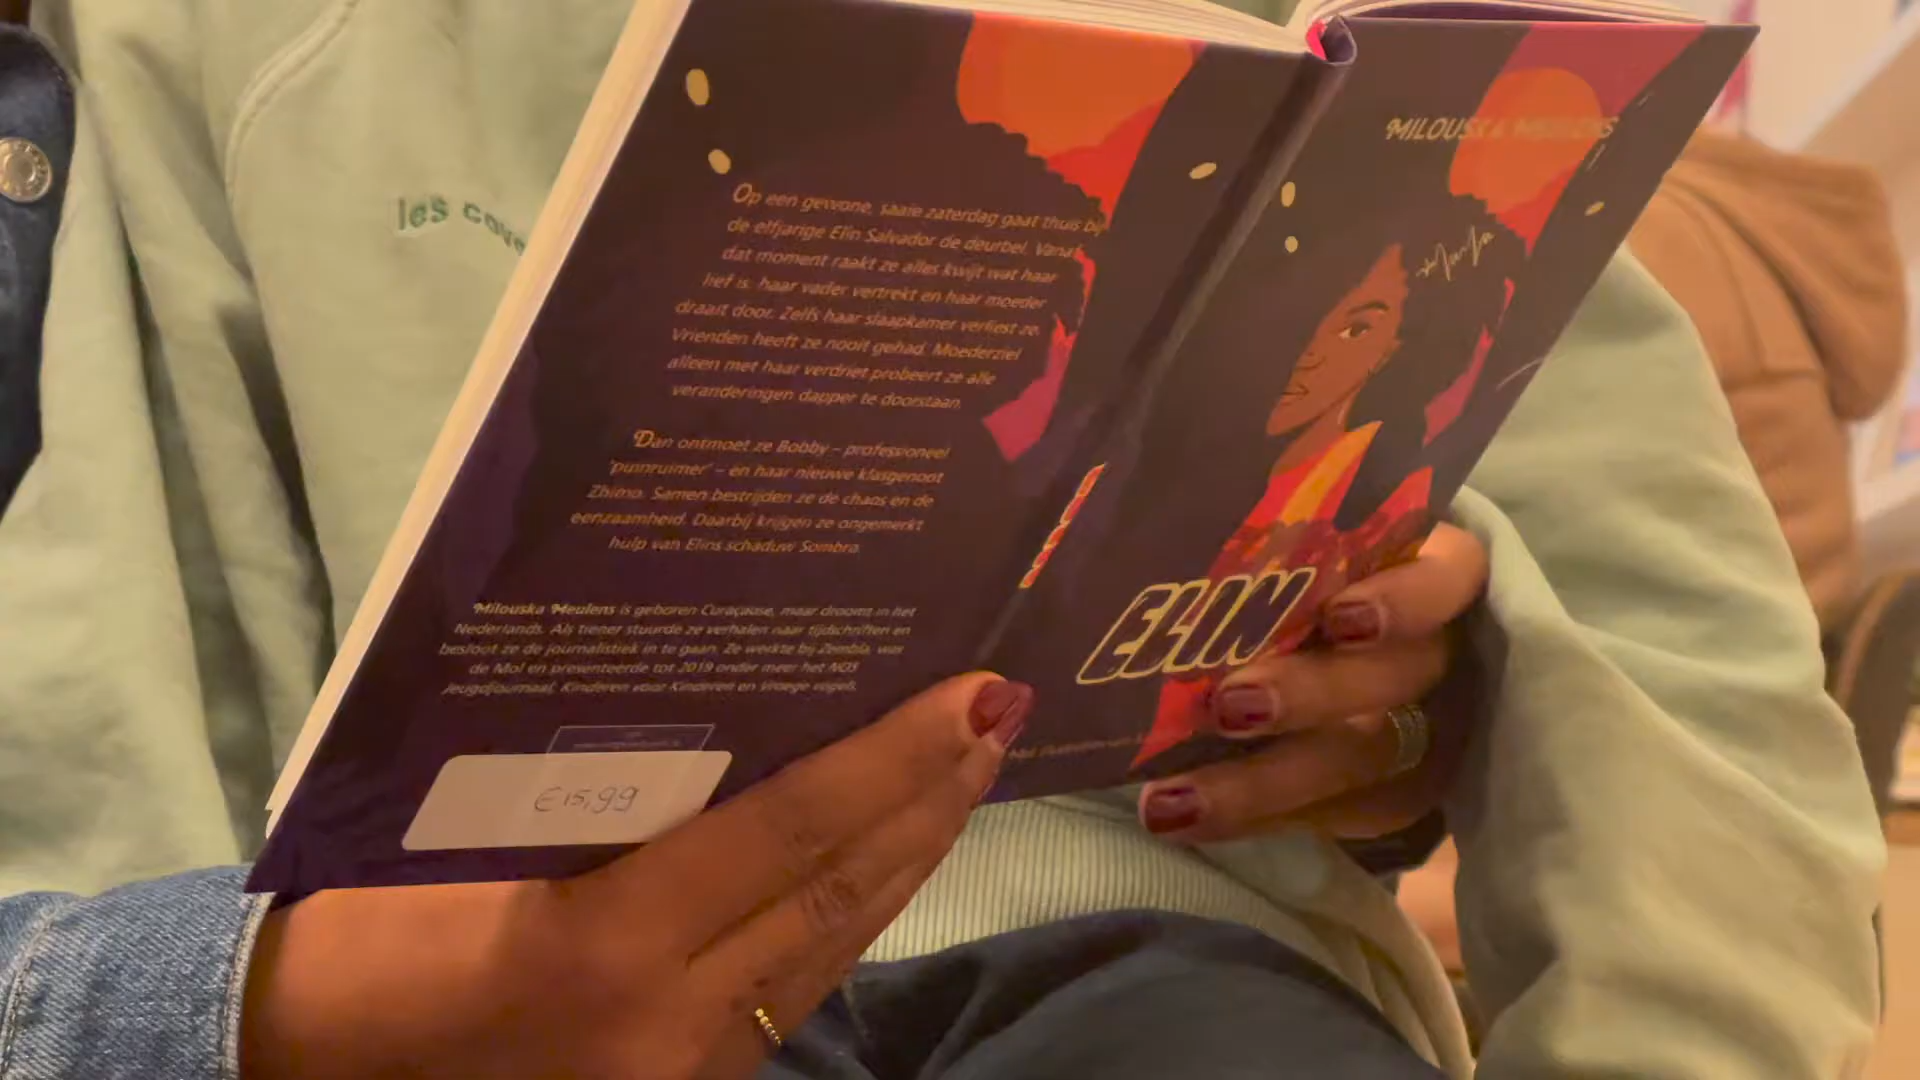 les
Op een gewone, saaie zaterdag gaat thuis bij
de elfjarige Elin Salvador de deurbel. Vanaf
dat moment raakt ze alles kwijt wat haar
lief is: haar vader vertrekt en haar moeder
draait door. Zelfs haar slaapkamer verliest ze.
Vrienden heeft ze nooit gehad. Moederziel
alleen met haar verdriet probeert ze alle
veranderingen dapper te doorstaan.
Dan ontmoet ze Bobby – professioneel
'puinruimer' – en haar nieuwe klasgenoot
Zhimo. Samen bestrijden ze de chaos en de
eenzaamheid. Daarbij krijgen ze ongemerkt
hulp van Elins schaduw Sombra.
Milouska Meulens is geboren Curaçaose, maar droomt in het
Nederlands. Als tiener stuurde ze verhalen naar tijdschriften en
besloot ze de journalistiek in te gaan. Ze werkte bij Zembla, was
de Mol en presenteerde tot 2019 onder meer het NOS
Jeugdjournaal, Kinderen voor Kinderen en Vroege vogels.
€15,99
MILOUSKA MEULENS
ELIN
Met illustraties van